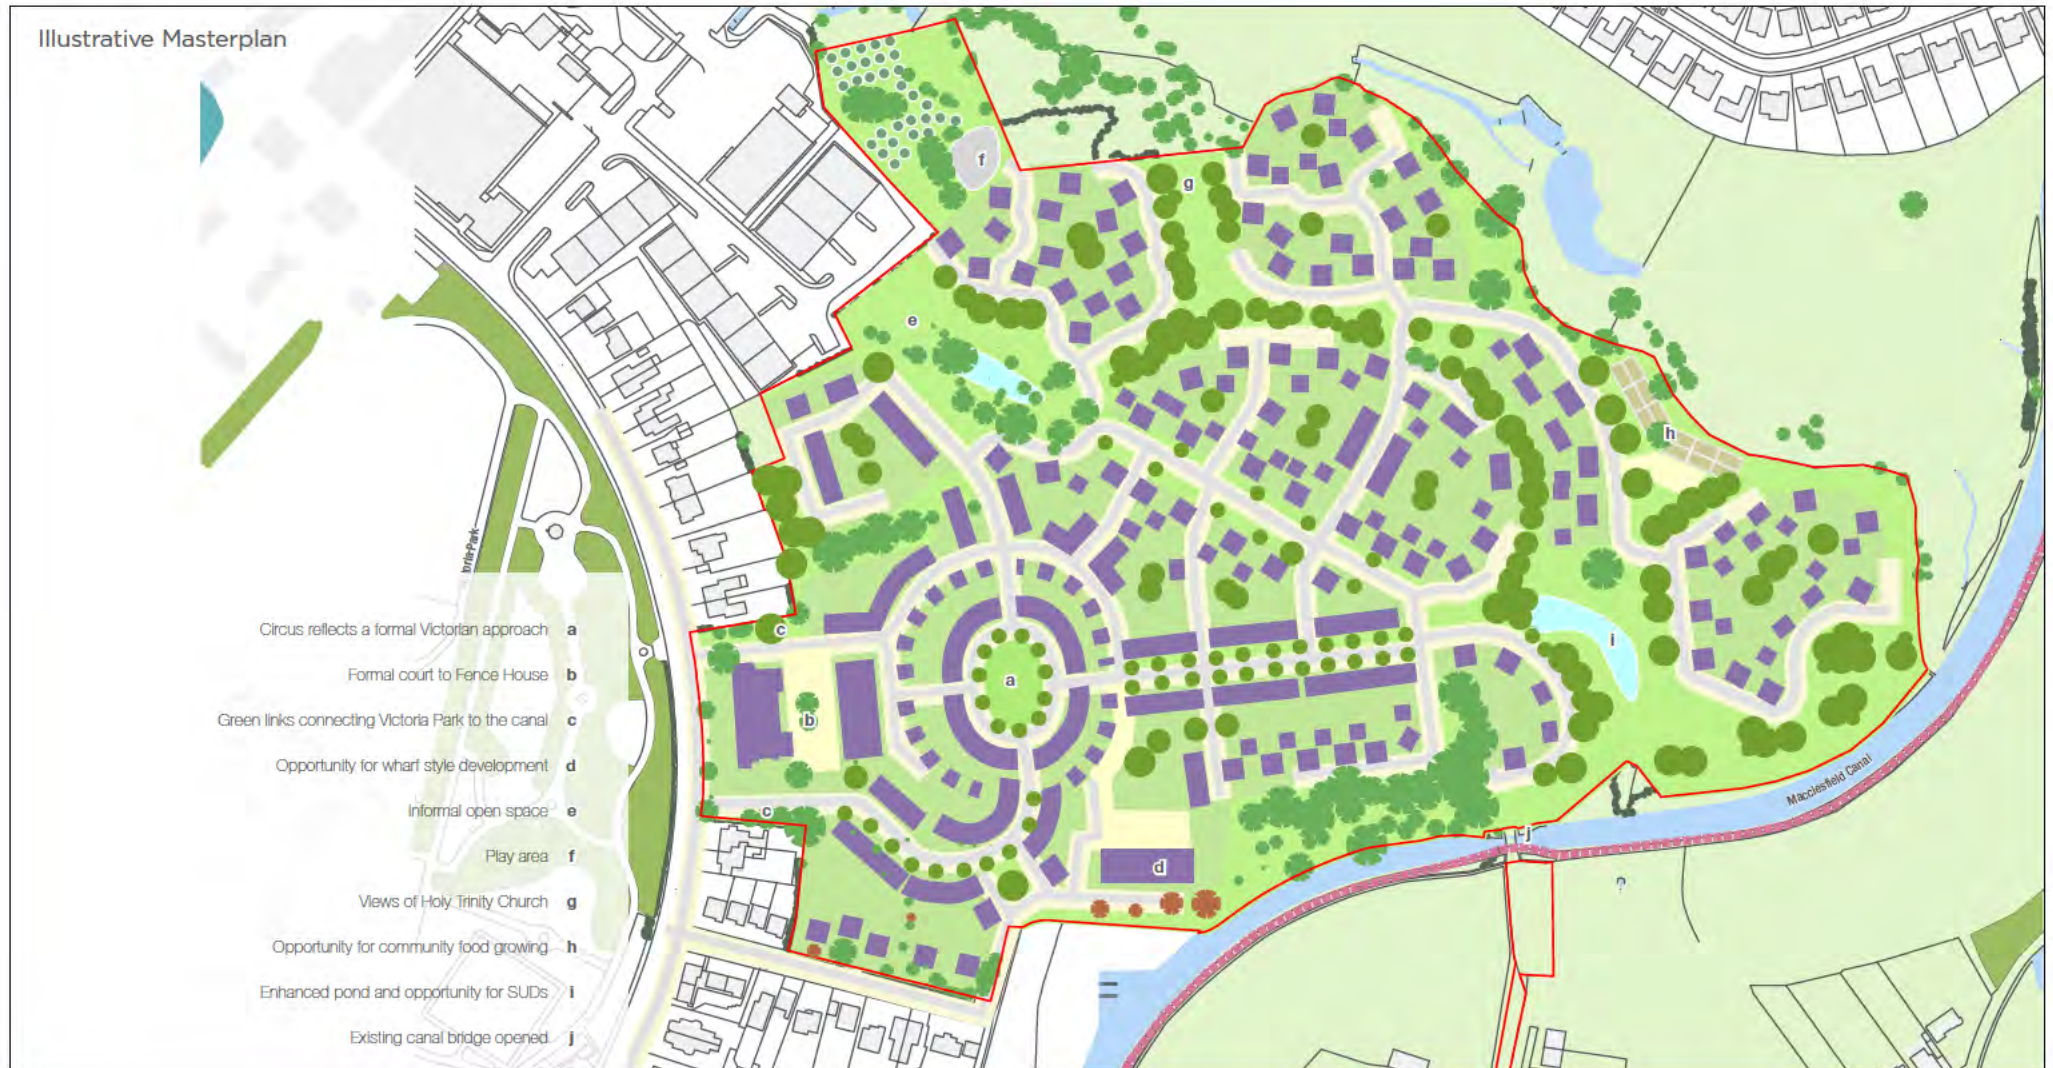 Illustrative Masterplan
Circus reflects a formal Victorian approach a
Formal court to Fence House b
Green links connecting Victoria Park to the canal c
Opportunity for wharf style development d
Informal open space e
Play area f
Views of Holy Trinity Church g
Opportunity for community food growing h
Enhanced pond and opportunity for SUDs i
Existing canal bridge opened j
f
g
e
h
c
a
i
b
c
d
j
Macclesfield Canal